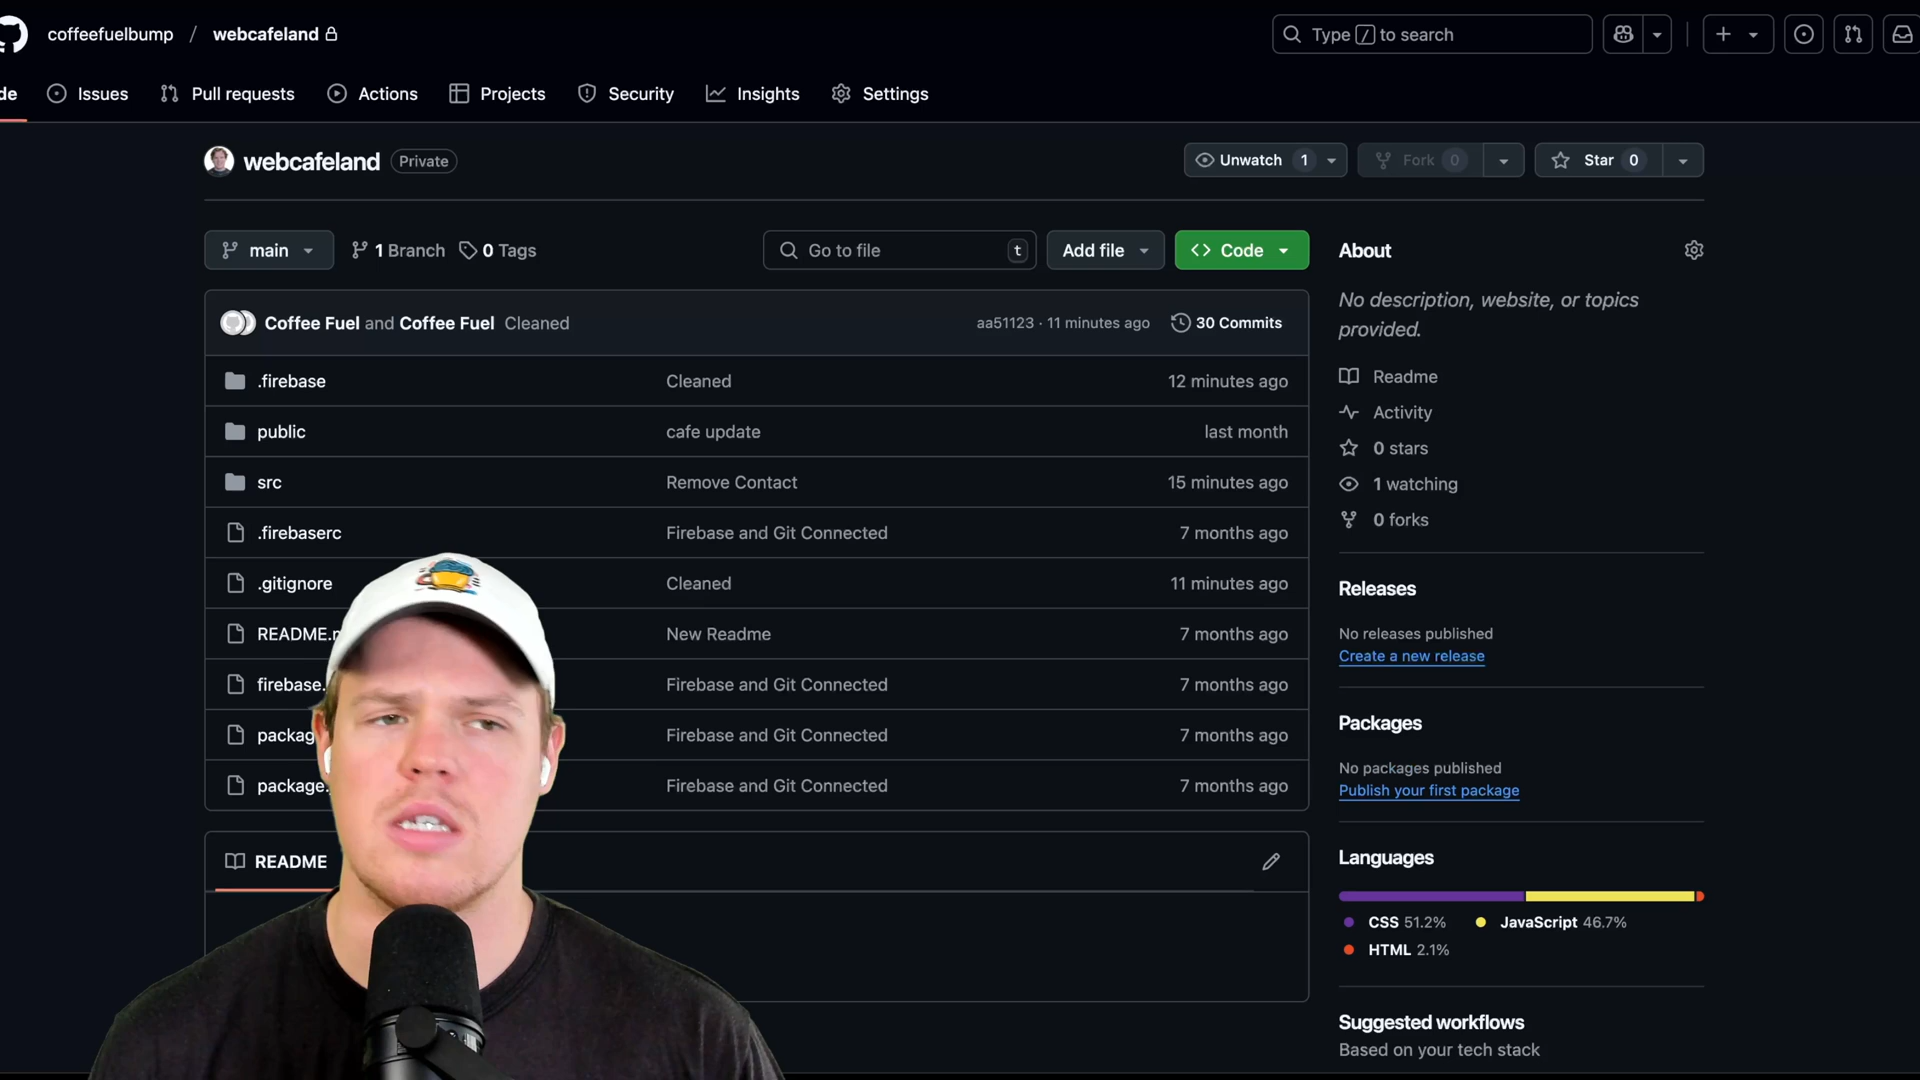 coffeefuelbump / webcafeland
Type / to search
de Issues Pull requests Actions Projects Security Insights Settings
webcafeland Private
Unwatch 1 Fork 0 Star 0
main 1 Branch 0 Tags
Go to file t Add file <> Code
Coffee Fuel and Coffee Fuel Cleaned aa51123 · 11 minutes ago 30 Commits
.firebase Cleaned 12 minutes ago
public cafe update last month
src Remove Contact 15 minutes ago
.firebaserc Firebase and Git Connected 7 months ago
.gitignore Cleaned 11 minutes ago
README. New Readme 7 months ago
firebase. Firebase and Git Connected 7 months ago
packag Firebase and Git Connected 7 months ago
package. Firebase and Git Connected 7 months ago
README
About
No description, website, or topics
provided.
Readme
Activity
0 stars
1 watching
0 forks
Releases
No releases published
Create a new release
Packages
No packages published
Publish your first package
Languages
CSS 51.2% JavaScript 46.7%
HTML 2.1%
Suggested workflows
Based on your tech stack